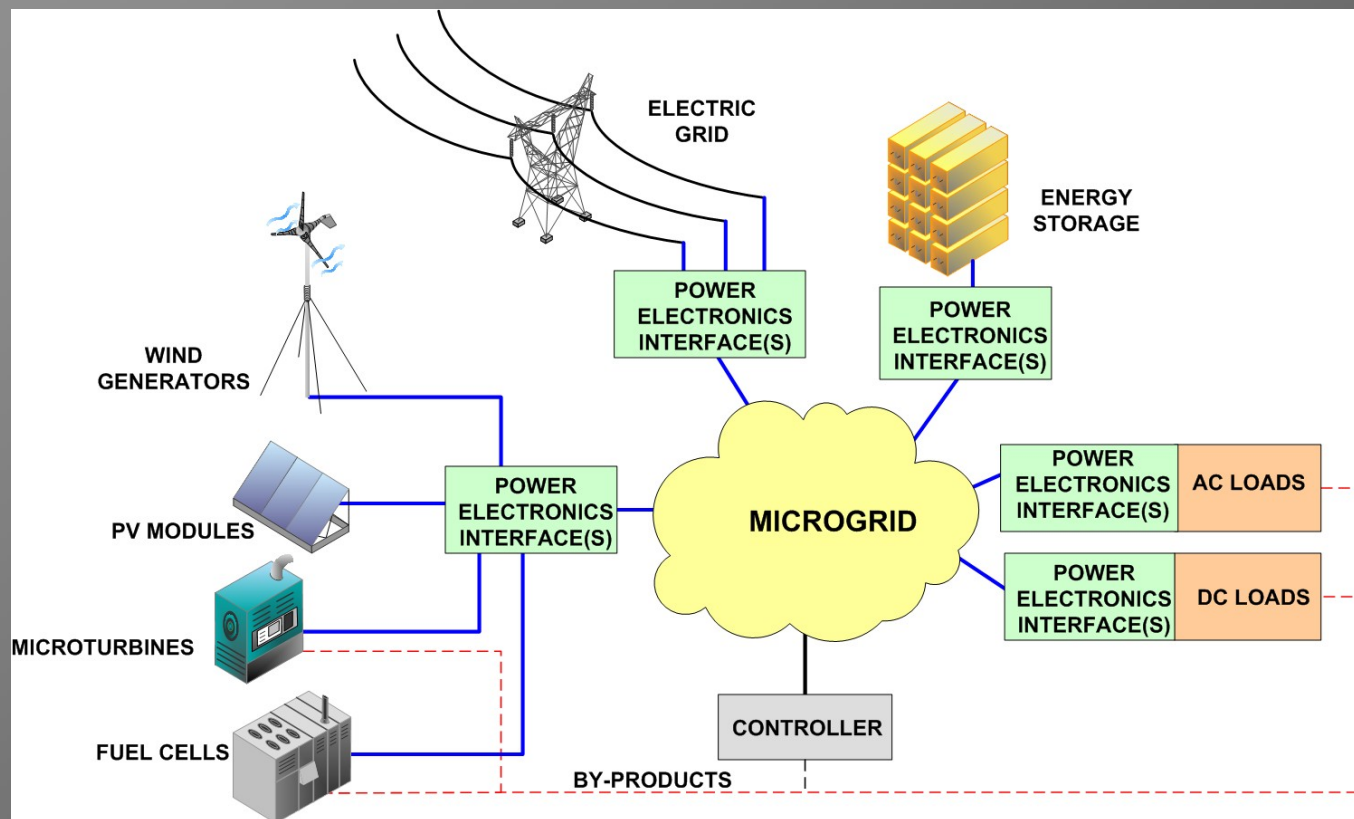 ELECTRIC
GRID
ENERGY
STORAGE
POWER
ELECTRONICS
INTERFACE(S)
POWER
ELECTRONICS
INTERFACE(S)
WIND
GENERATORS
PV MODULES
MICROTURBINES
FUEL CELLS
POWER
ELECTRONICS
INTERFACE(S)
MICROGRID
POWER
ELECTRONICS
INTERFACE(S)
AC LOADS
POWER
ELECTRONICS
INTERFACE(S)
DC LOADS
CONTROLLER
BY-PRODUCTS